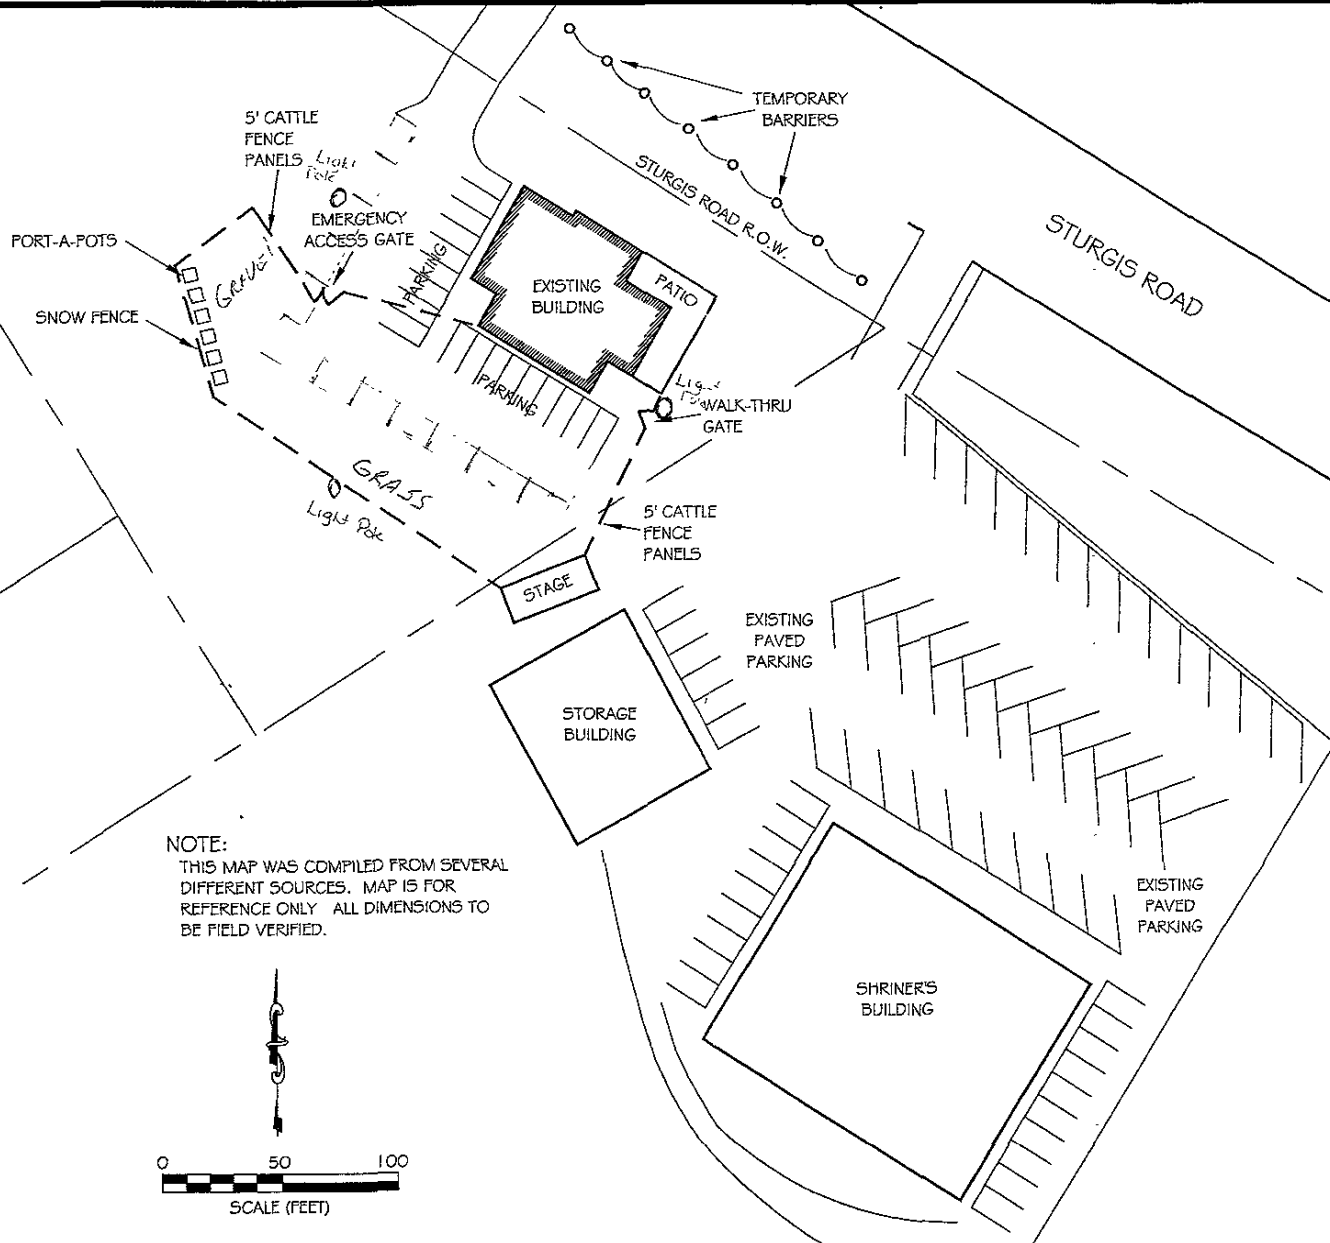 TEMPORARY
BARRIERS
5' CATTLE
FENCE
PANELS
Light
Pole
STURGIS ROAD R.O.W.
STURGIS ROAD
EMERGENCY
ACCESS GATE
PORT-A-POTS
GRAVEL
PARKING
EXISTING
BUILDING
PATIO
SNOW FENCE
PARKING
Light
Pole
WALK-THRU
GATE
GRASS
Light Pole
5' CATTLE
FENCE
PANELS
STAGE
EXISTING
PAVED
PARKING
STORAGE
BUILDING
NOTE:
THIS MAP WAS COMPILED FROM SEVERAL
DIFFERENT SOURCES. MAP IS FOR
REFERENCE ONLY ALL DIMENSIONS TO
BE FIELD VERIFIED.
EXISTING
PAVED
PARKING
SHRINER'S
BUILDING
0 50 100
SCALE (FEET)